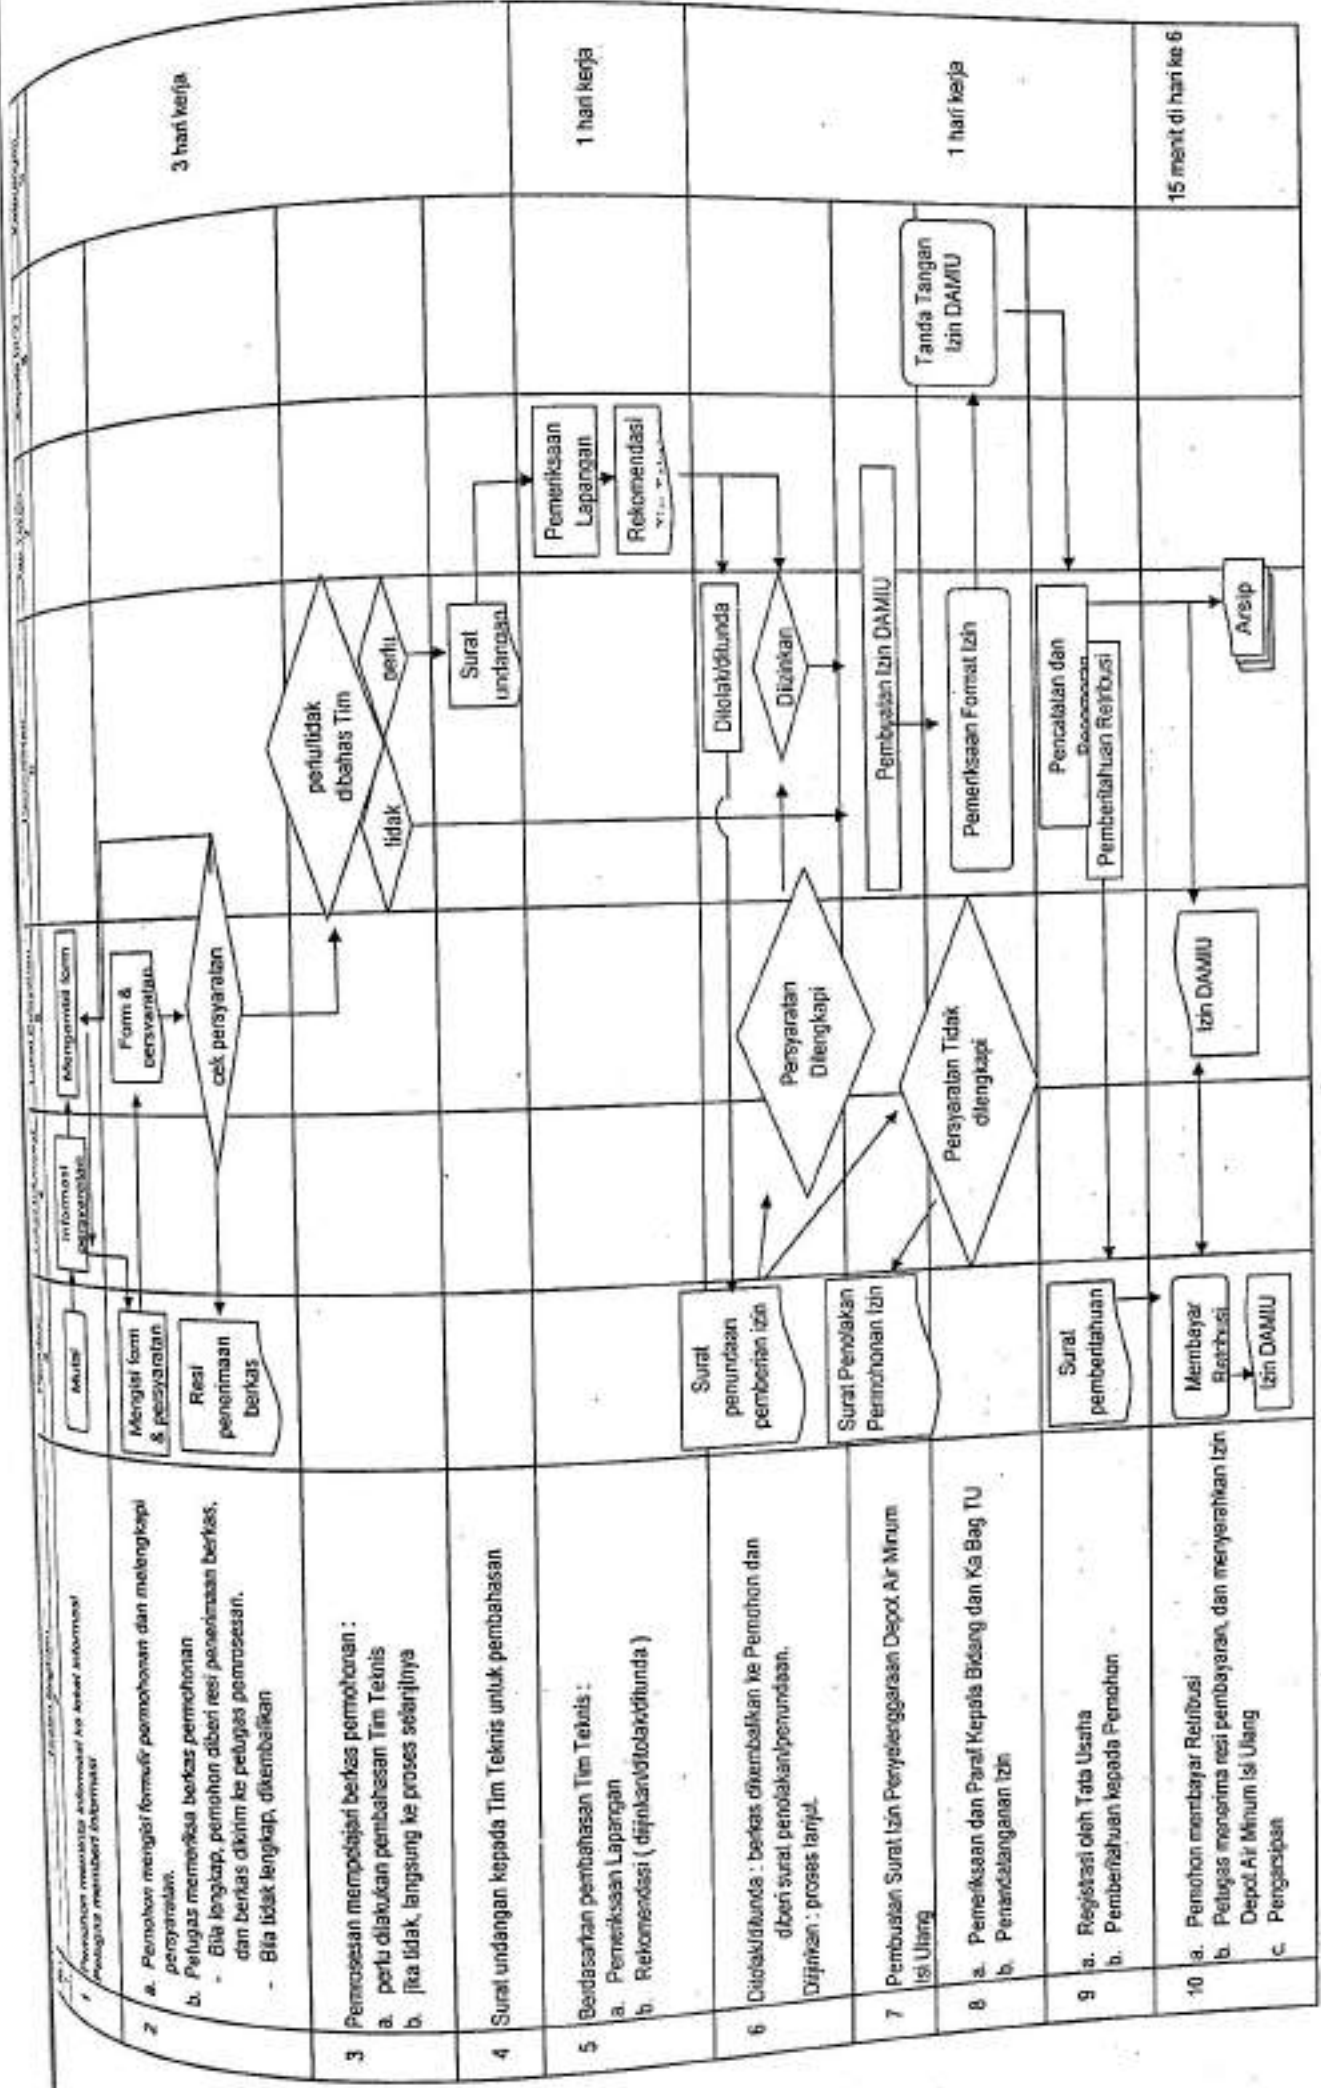 1
Pemohon meminta informasi ke loket informasi
Petugas memberi informasi
Mulai
Informasi
persyaratan
Mengambil form
3 hari kerja
2
a. Pemohon mengisi formulir permohonan dan melengkapi
persyaratan.
b. Petugas memeriksa berkas permohonan
- Bila lengkap, pemohon diberi resi penerimaan berkas,
dan berkas dikirim ke petugas pemrosesan.
- Bila tidak lengkap, dikembalikan
Mengisi form
& persyaratan
Resi
penerimaan
berkas
Form &
persyaratan
cek persyaratan
3
Pemrosesan mempelajari berkas permohonan :
a. perlu dilakukan pembahasan Tim Teknis
b. jika tidak, langsung ke proses selanjitnya
perlu/tidak
dibahas Tim
tidak
perlu
4
Surat undangan kepada Tim Teknis untuk pembahasan
Surat
undangan
5
Berdasarkan pembahasan Tim Teknis :
a. Pemeriksaan Lapangan
b. Rekomendasi ( diijinkan/ditolak/ditunda )
Pemeriksaan
Lapangan
Rekomendasi
1 hari kerja
6
Ditolak/ditunda : berkas dikembalikan ke Pemohon dan
diberi surat penolakan/penundaan.
Diijinkan : proses lanjut.
Surat
penundaan
pemberian izin
Persyaratan
Dilengkapi
Ditolak/ditunda
Diizinkan
7
Pembuatan Surat Izin Penyelenggaraan Depot Air Minum
Isi Ulang
Surat Penolakan
Permohonan Izin
Pembuatan Izin DAMIU
8
a. Pemeriksaan dan Paraf Kepala Bidang dan Ka Bag TU
b. Penandatanganan Izin
Persyaratan Tidak
dilengkapi
Pemeriksaan Format Izin
Tanda Tangan
Izin DAMIU
1 hari kerja
9
a. Registrasi oleh Tata Usaha
b. Pemberitahuan kepada Pemohon
Surat
pemberitahuan
Pencatatan dan
Pemberitahuan Retribusi
10
a. Pemohon membayar Retribusi
b. Petugas menerima resi pembayaran, dan menyerahkan Izin
Depot Air Minum Isi Ulang
c. Pengarsipan
Membayar
Retribusi
Izin DAMIU
Izin DAMIU
Arsip
15 menit di hari ke 6